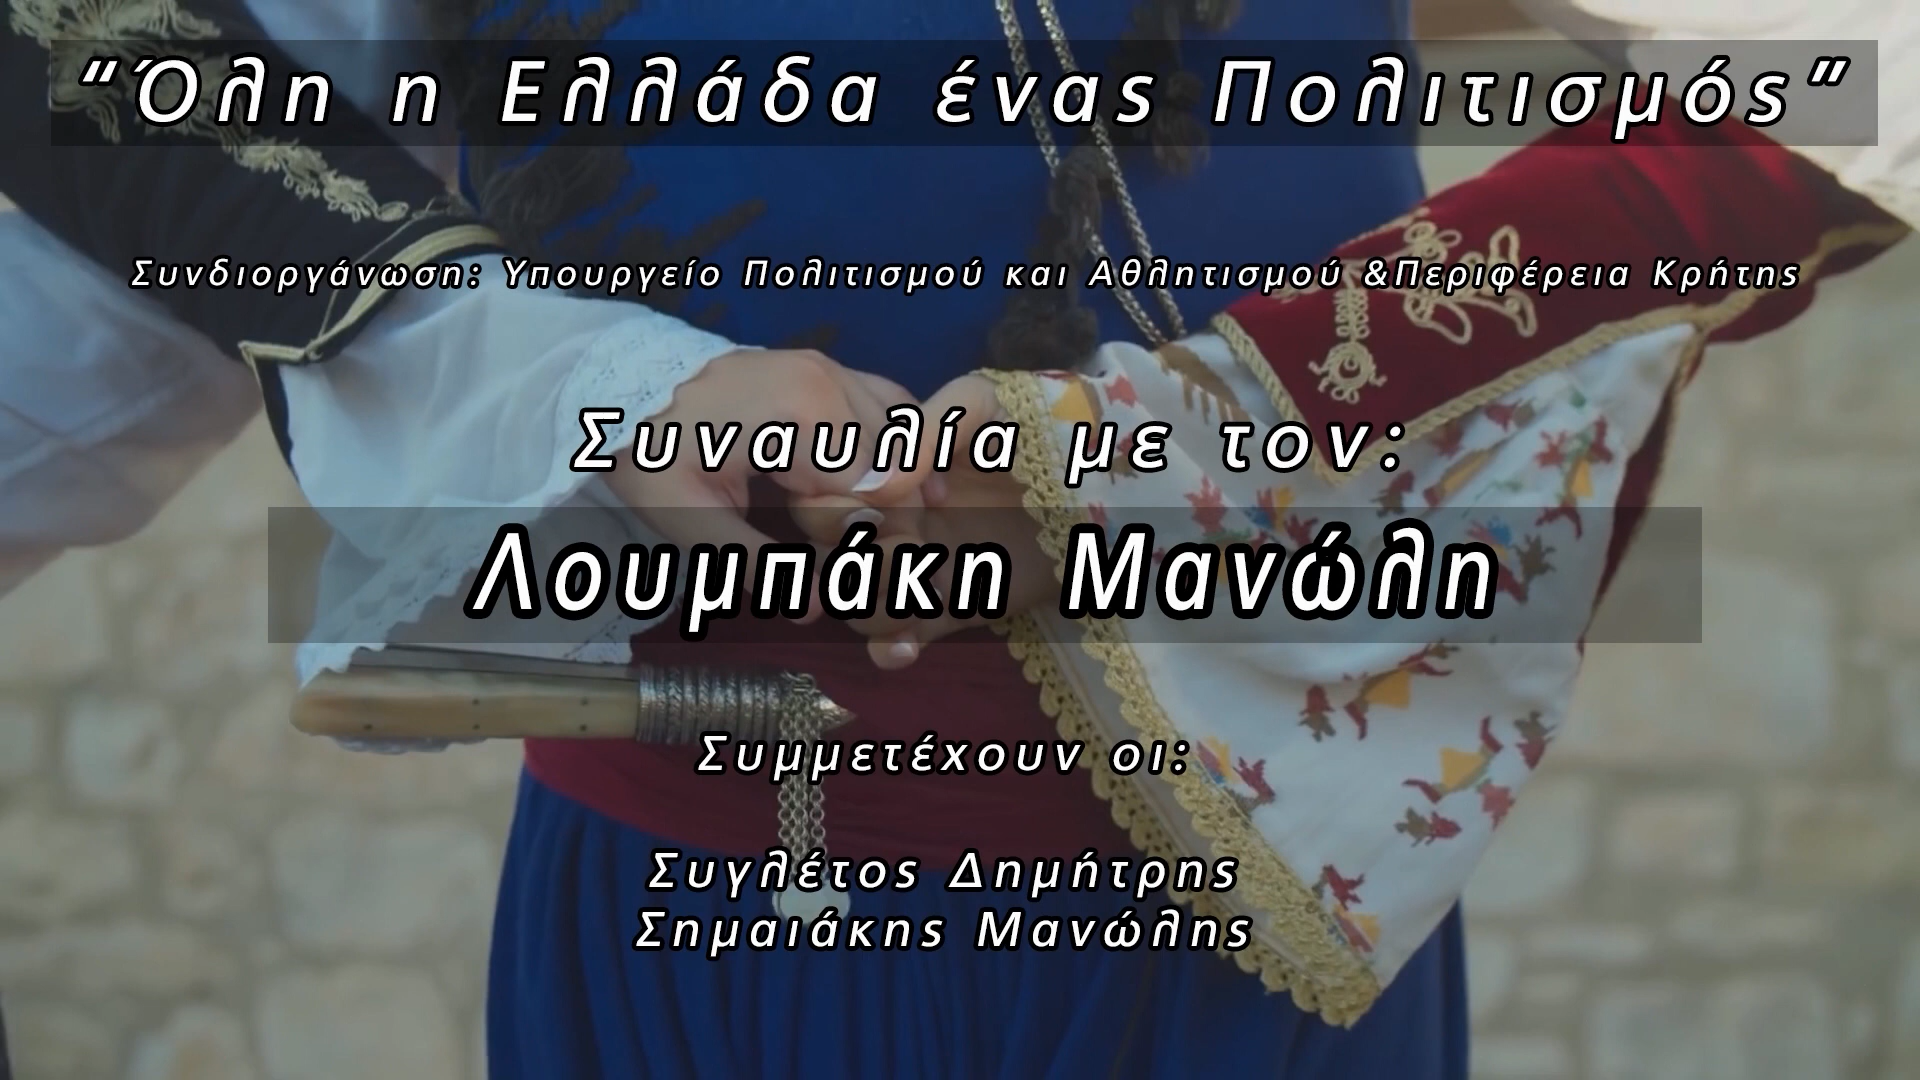 “Όλη η Ελλάδα ένας Πολιτισμός”
Συνδιοργάνωση: Υπουργείο Πολιτισμού και Αθλητισμού &Περιφέρεια Κρήτης
Συναυλία με τον:
Λουμπάκη Μανώλη
Συμμετέχουν οι:
Συγλέτος Δημήτρης
Σημαιάκης Μανώλης